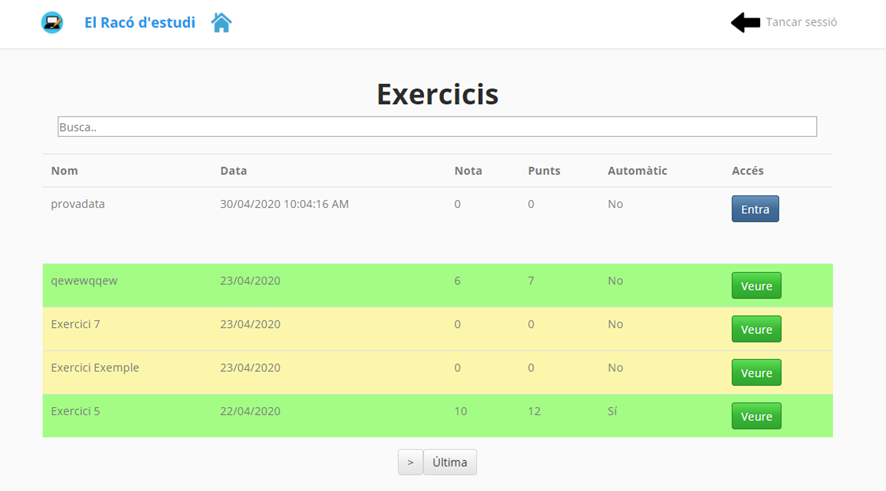 El Racó d'estudi
Tancar sessió
Exercicis
Busca..
Nom Data Nota Punts Automàtic Accés
provadata 30/04/2020 10:04:16 AM 0 0 No Entra
qewewqqew 23/04/2020 6 7 No Veure
Exercici 7 23/04/2020 0 0 No Veure
Exercici Exemple 23/04/2020 0 0 No Veure
Exercici 5 22/04/2020 10 12 Sí Veure
> Última